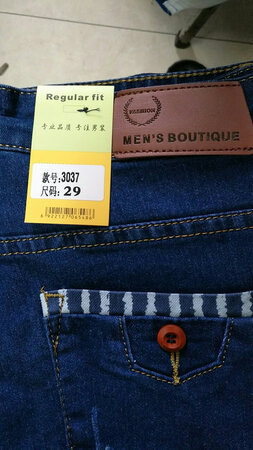 Regular fit
专业品质 专注男装
款号:3037
尺码:29
6922127065486
FASHION
MEN'S BOUTIQUE